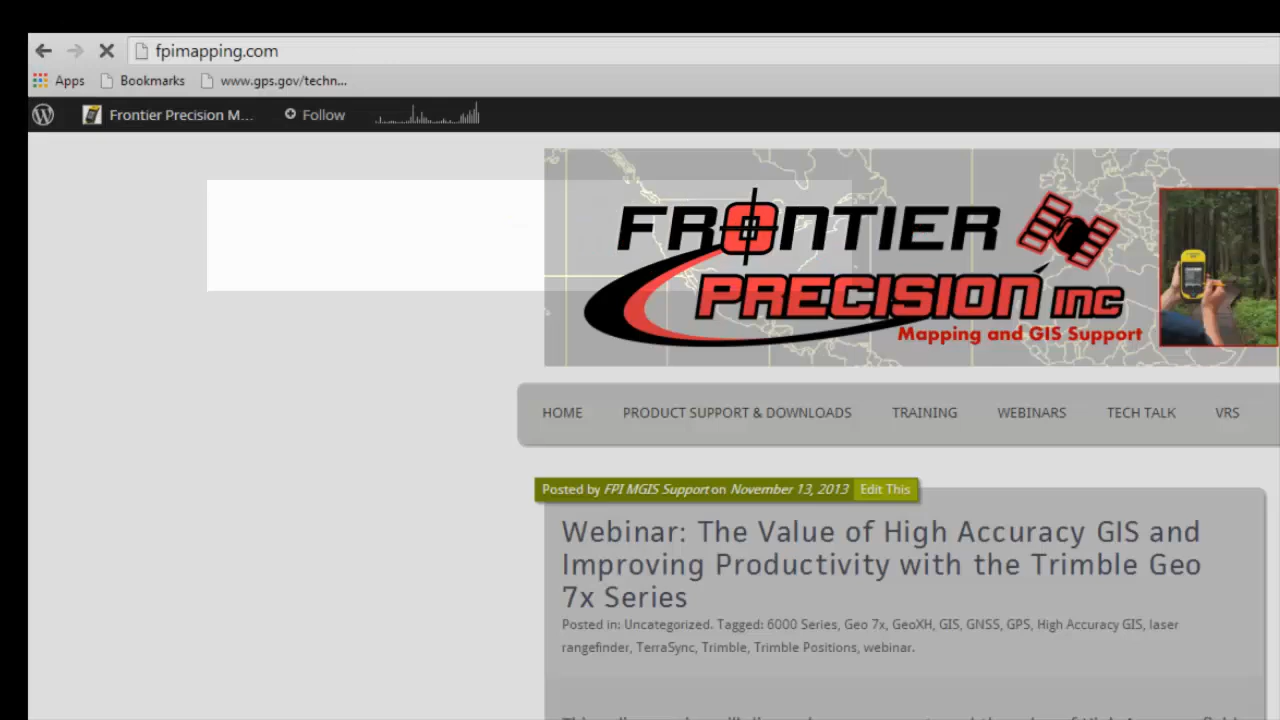 fpimapping.com
Apps Bookmarks www.gps.gov/techn...
Frontier Precision M... Follow
FRONTIER
PRECISION INC
Mapping and GIS Support
HOME PRODUCT SUPPORT & DOWNLOADS TRAINING WEBINARS TECH TALK VRS
Posted by FPI MGIS Support on November 13, 2013 Edit This
Webinar: The Value of High Accuracy GIS and
Improving Productivity with the Trimble Geo
7x Series
Posted in: Uncategorized. Tagged: 6000 Series, Geo 7x, GeoXH, GIS, GNSS, GPS, High Accuracy GIS, laser
rangefinder, TerraSync, Trimble, Trimble Positions, webinar.